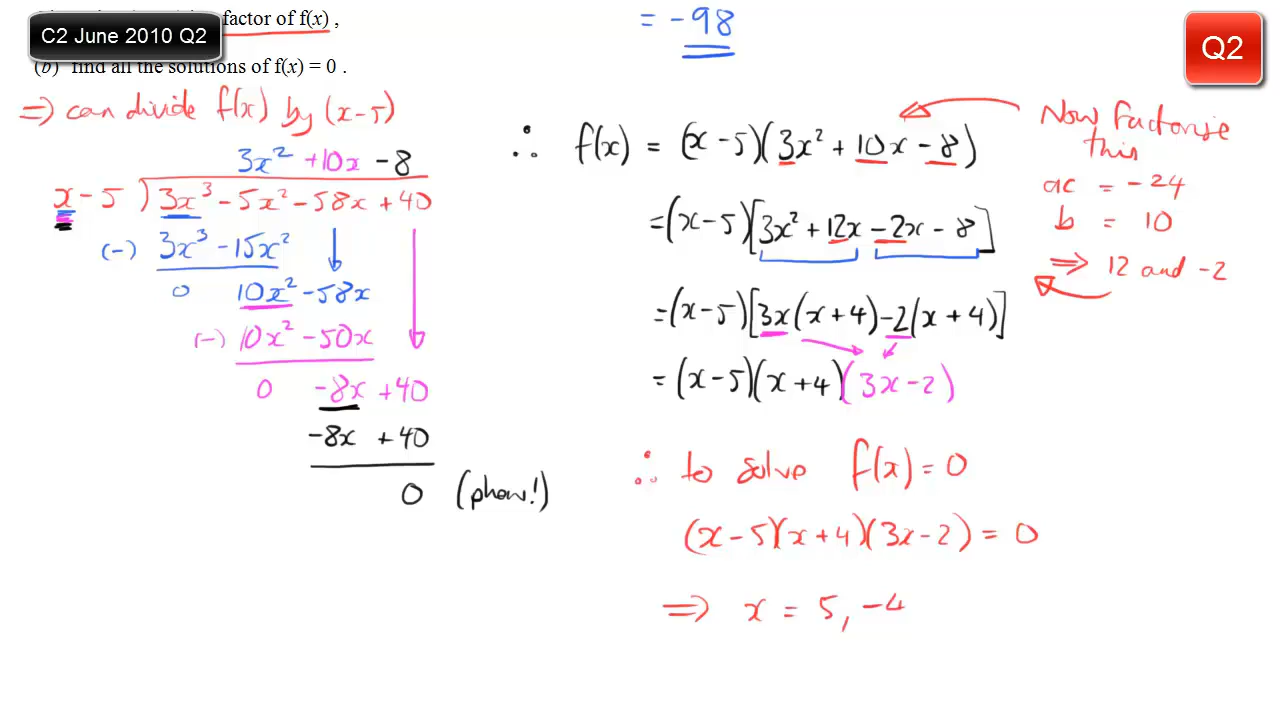 factor of f(x) ,
C2 June 2010 Q2
(b) find all the solutions of f(x) = 0 .
⇒ can divide f(x) by (x-5)
3x² +10x -8
x - 5 ) 3x³ - 5x² - 58x + 40
(-) 3x³ - 15x²
0 10x² - 58x
(-) 10x² - 50x
0 -8x +40
-8x +40
0 (phew!)
= -98
Q2
∴ f(x) = (x-5)(3x² + 10x - 8)
= (x-5)[3x² + 12x - 2x - 8]
= (x-5)[3x(x+4) - 2(x+4)]
= (x-5)(x+4)(3x-2)
∴ to solve f(x) = 0
(x-5)(x+4)(3x-2) = 0
⇒ x = 5, -4
Now factorise
this
ac = -24
b = 10
⇒ 12 and -2